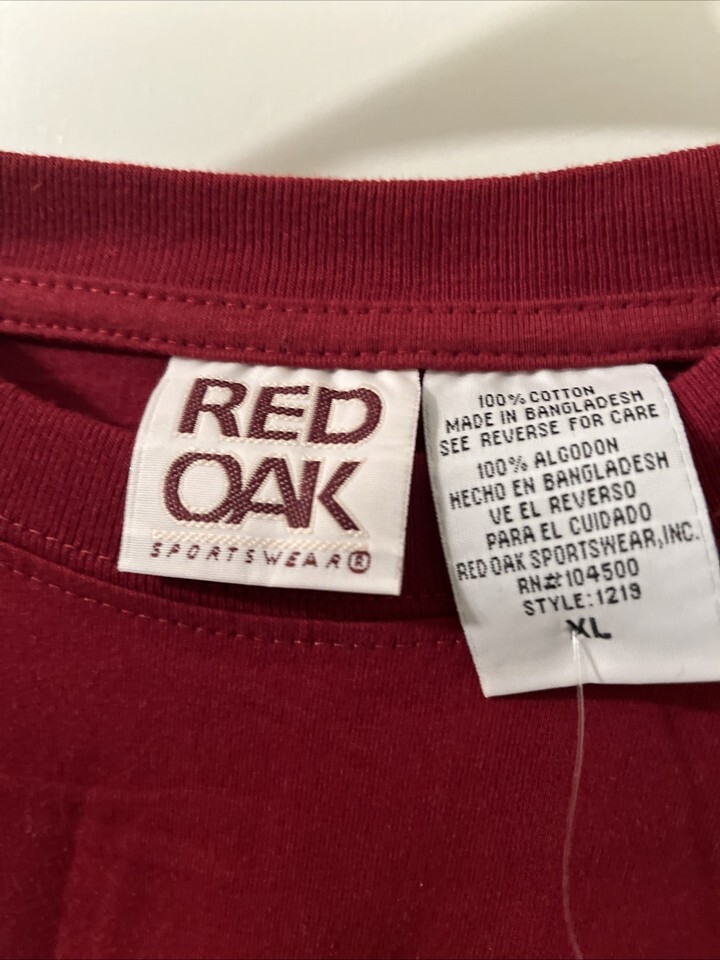 RED
OAK
SPORTSWEAR®
100% COTTON
MADE IN BANGLADESH
SEE REVERSE FOR CARE
100% ALGODON
HECHO EN BANGLADESH
VE EL REVERSO
PARA EL CUIDADO
RED OAK SPORTSWEAR, INC.
RN#104500
STYLE:1219
XL